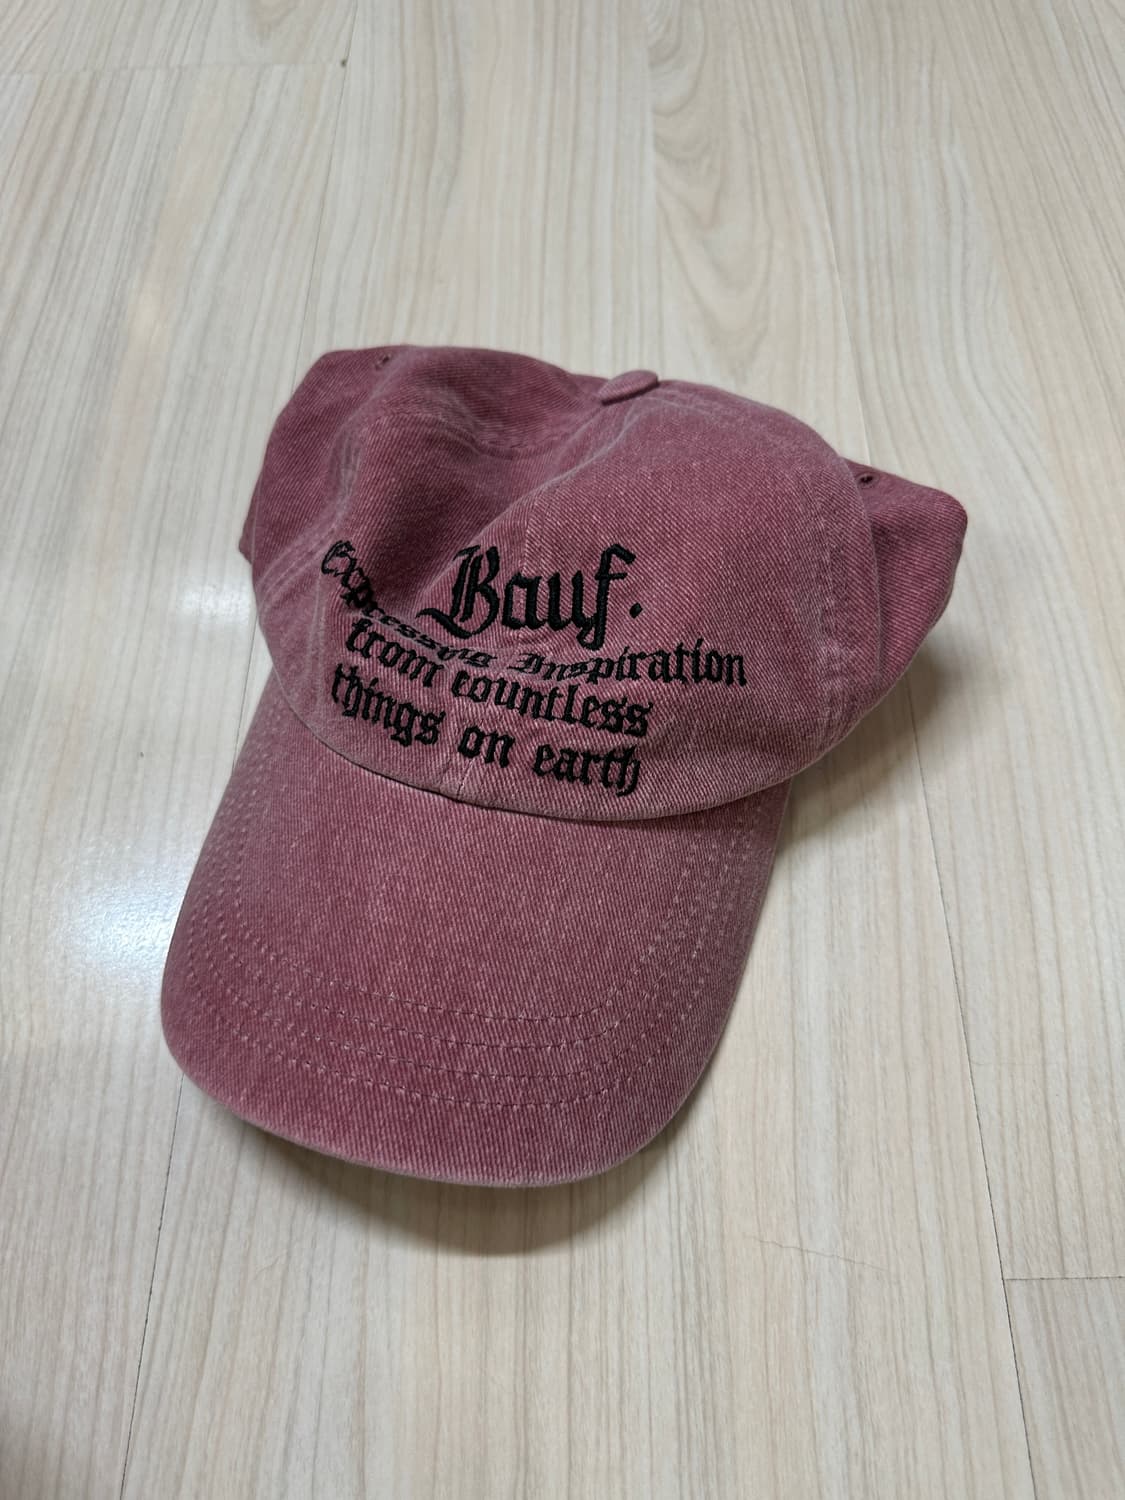 Bauf.
Expressing Inspiration
from countless
things on earth